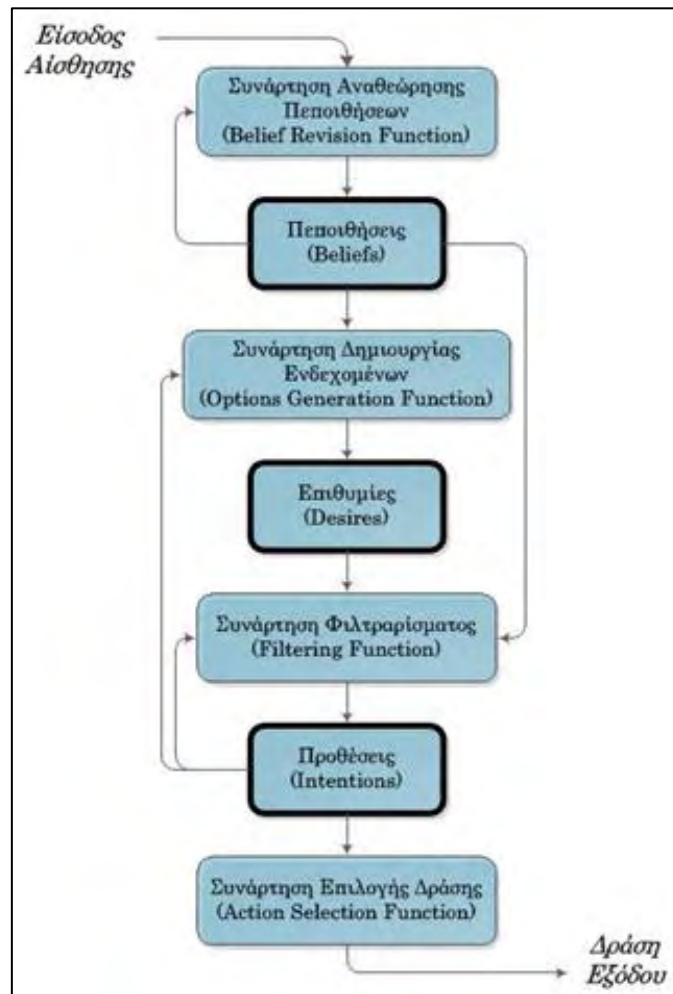 Είσοδος
Αίσθησης
Συνάρτηση Αναθεώρησης
Πεποιθήσεων
(Belief Revision Function)
Πεποιθήσεις
(Beliefs)
Συνάρτηση Δημιουργίας
Ενδεχομένων
(Options Generation Function)
Επιθυμίες
(Desires)
Συνάρτηση Φιλτραρίσματος
(Filtering Function)
Προθέσεις
(Intentions)
Συνάρτηση Επιλογής Δράσης
(Action Selection Function)
Δράση
Εξόδου